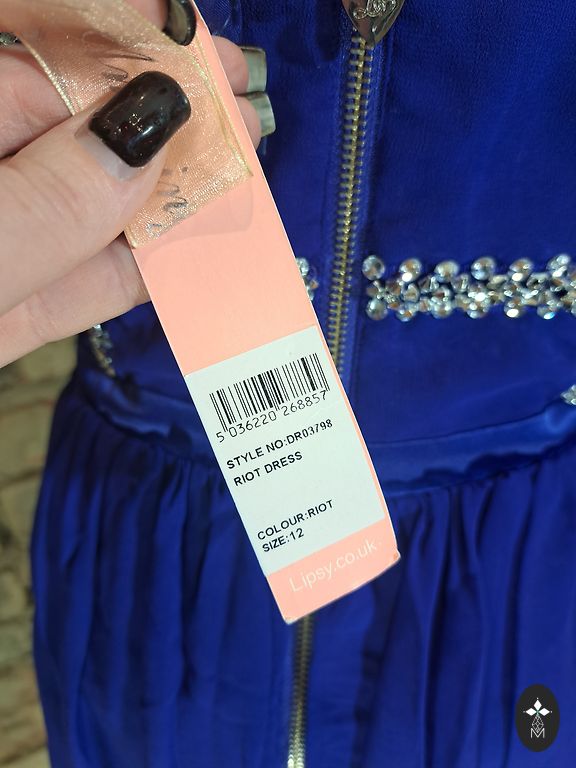 5 036220 268857
STYLE NO:DR03798
RIOT DRESS
COLOUR:RIOT
SIZE:12
Lipsy.co.uk